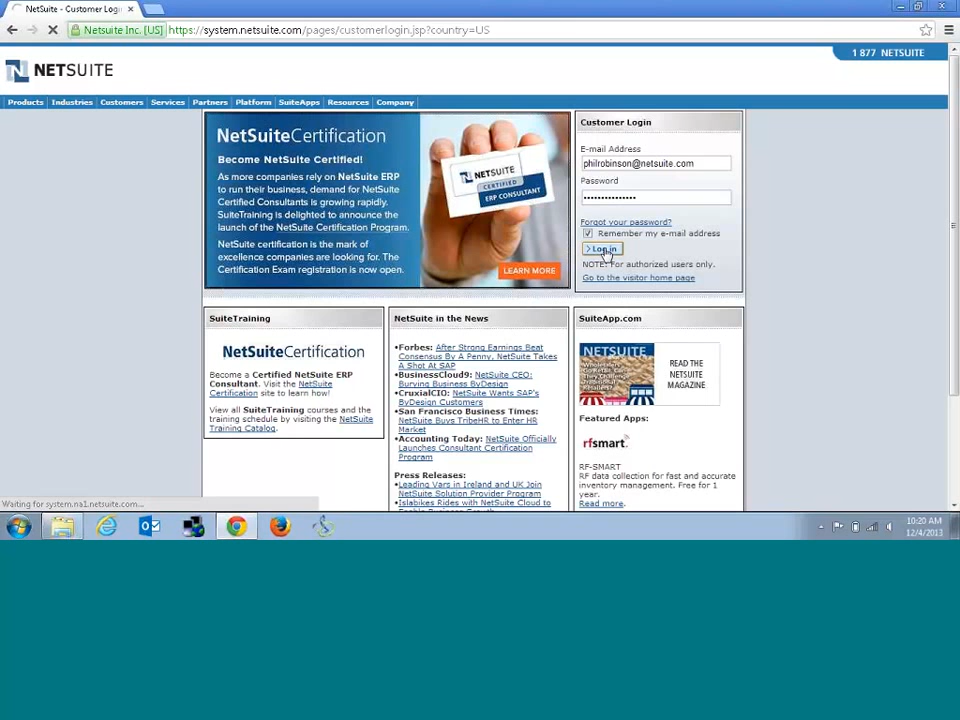 NetSuite - Customer Login
Netsuite Inc. [US] https://system.netsuite.com/pages/customerlogin.jsp?country=US
1 877 NETSUITE
N NETSUITE
Products Industries Customers Services Partners Platform SuiteApps Resources Company
NetSuiteCertification
Become NetSuite Certified!
As more companies rely on NetSuite ERP
to run their business, demand for NetSuite
Certified Consultants is growing rapidly.
SuiteTraining is delighted to announce the
launch of the NetSuite Certification Program.
NetSuite certification is the mark of
excellence companies are looking for. The
Certification Exam registration is now open.
NETSUITE
CERTIFIED
ERP CONSULTANT
LEARN MORE
Customer Login
E-mail Address
philrobinson@netsuite.com
Password
•••••••••••••••
Forgot your password?
Remember my e-mail address
Log in
NOTE: For authorized users only.
Go to the visitor home page
SuiteTraining
NetSuiteCertification
Become a Certified NetSuite ERP
Consultant. Visit the NetSuite
Certification site to learn how!
View all SuiteTraining courses and the
training schedule by visiting the NetSuite
Training Catalog.
NetSuite in the News
•Forbes: After Strong Earnings Beat
Consensus By A Penny, NetSuite Takes
A Shot At SAP
•BusinessCloud9: NetSuite CEO:
Burying Business ByDesign
•CruxialCIO: NetSuite Wants SAP's
ByDesign Customers
•San Francisco Business Times:
NetSuite Buys TribeHR to Enter HR
Market
•Accounting Today: NetSuite Officially
Launches Consultant Certification
Program
Press Releases:
•Leading Vars in Ireland and UK Join
NetSuite Solution Provider Program
•Islabikes Rides with NetSuite Cloud to
SuiteApp.com
NETSUITE
READ THE
NETSUITE
MAGAZINE
Featured Apps:
rfsmart
RF-SMART
RF data collection for fast and accurate
inventory management. Free for 1
year.
Read more.
Waiting for system.na1.netsuite.com...
10:20 AM
12/4/2013